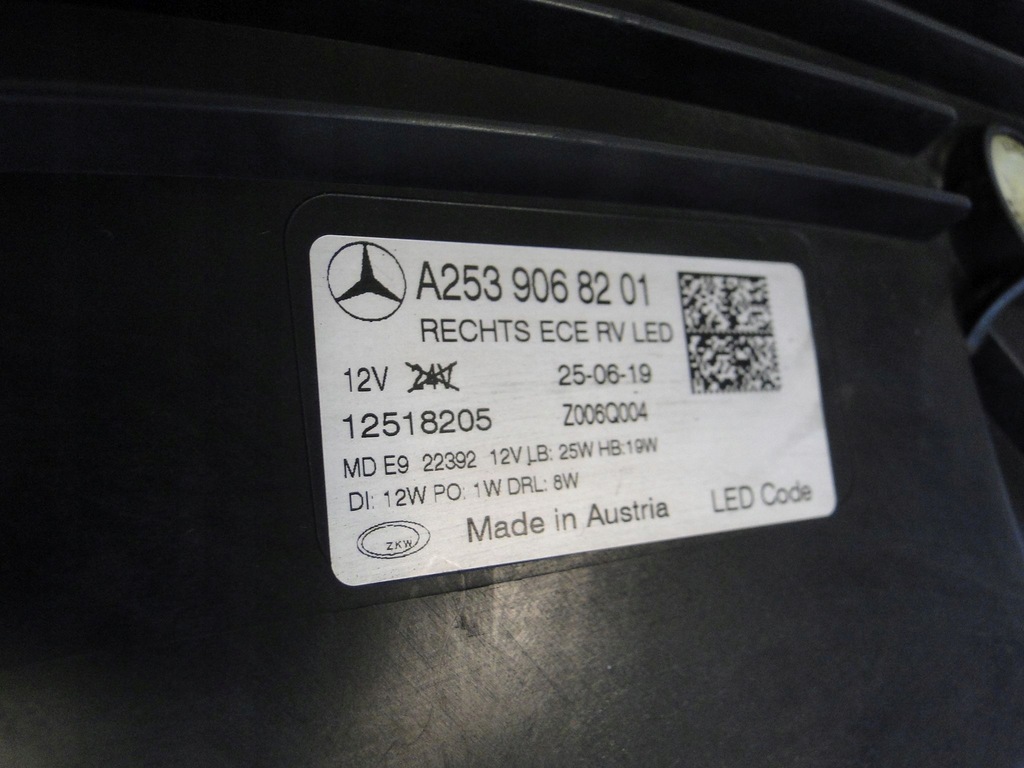 A253 906 82 01
RECHTS ECE RV LED
12V 24V 25-06-19
12518205 Z006Q004
MD E9 22392 12V LB: 25W HB:19W
DI: 12W PO: 1W DRL: 8W
ZKW Made in Austria LED Code